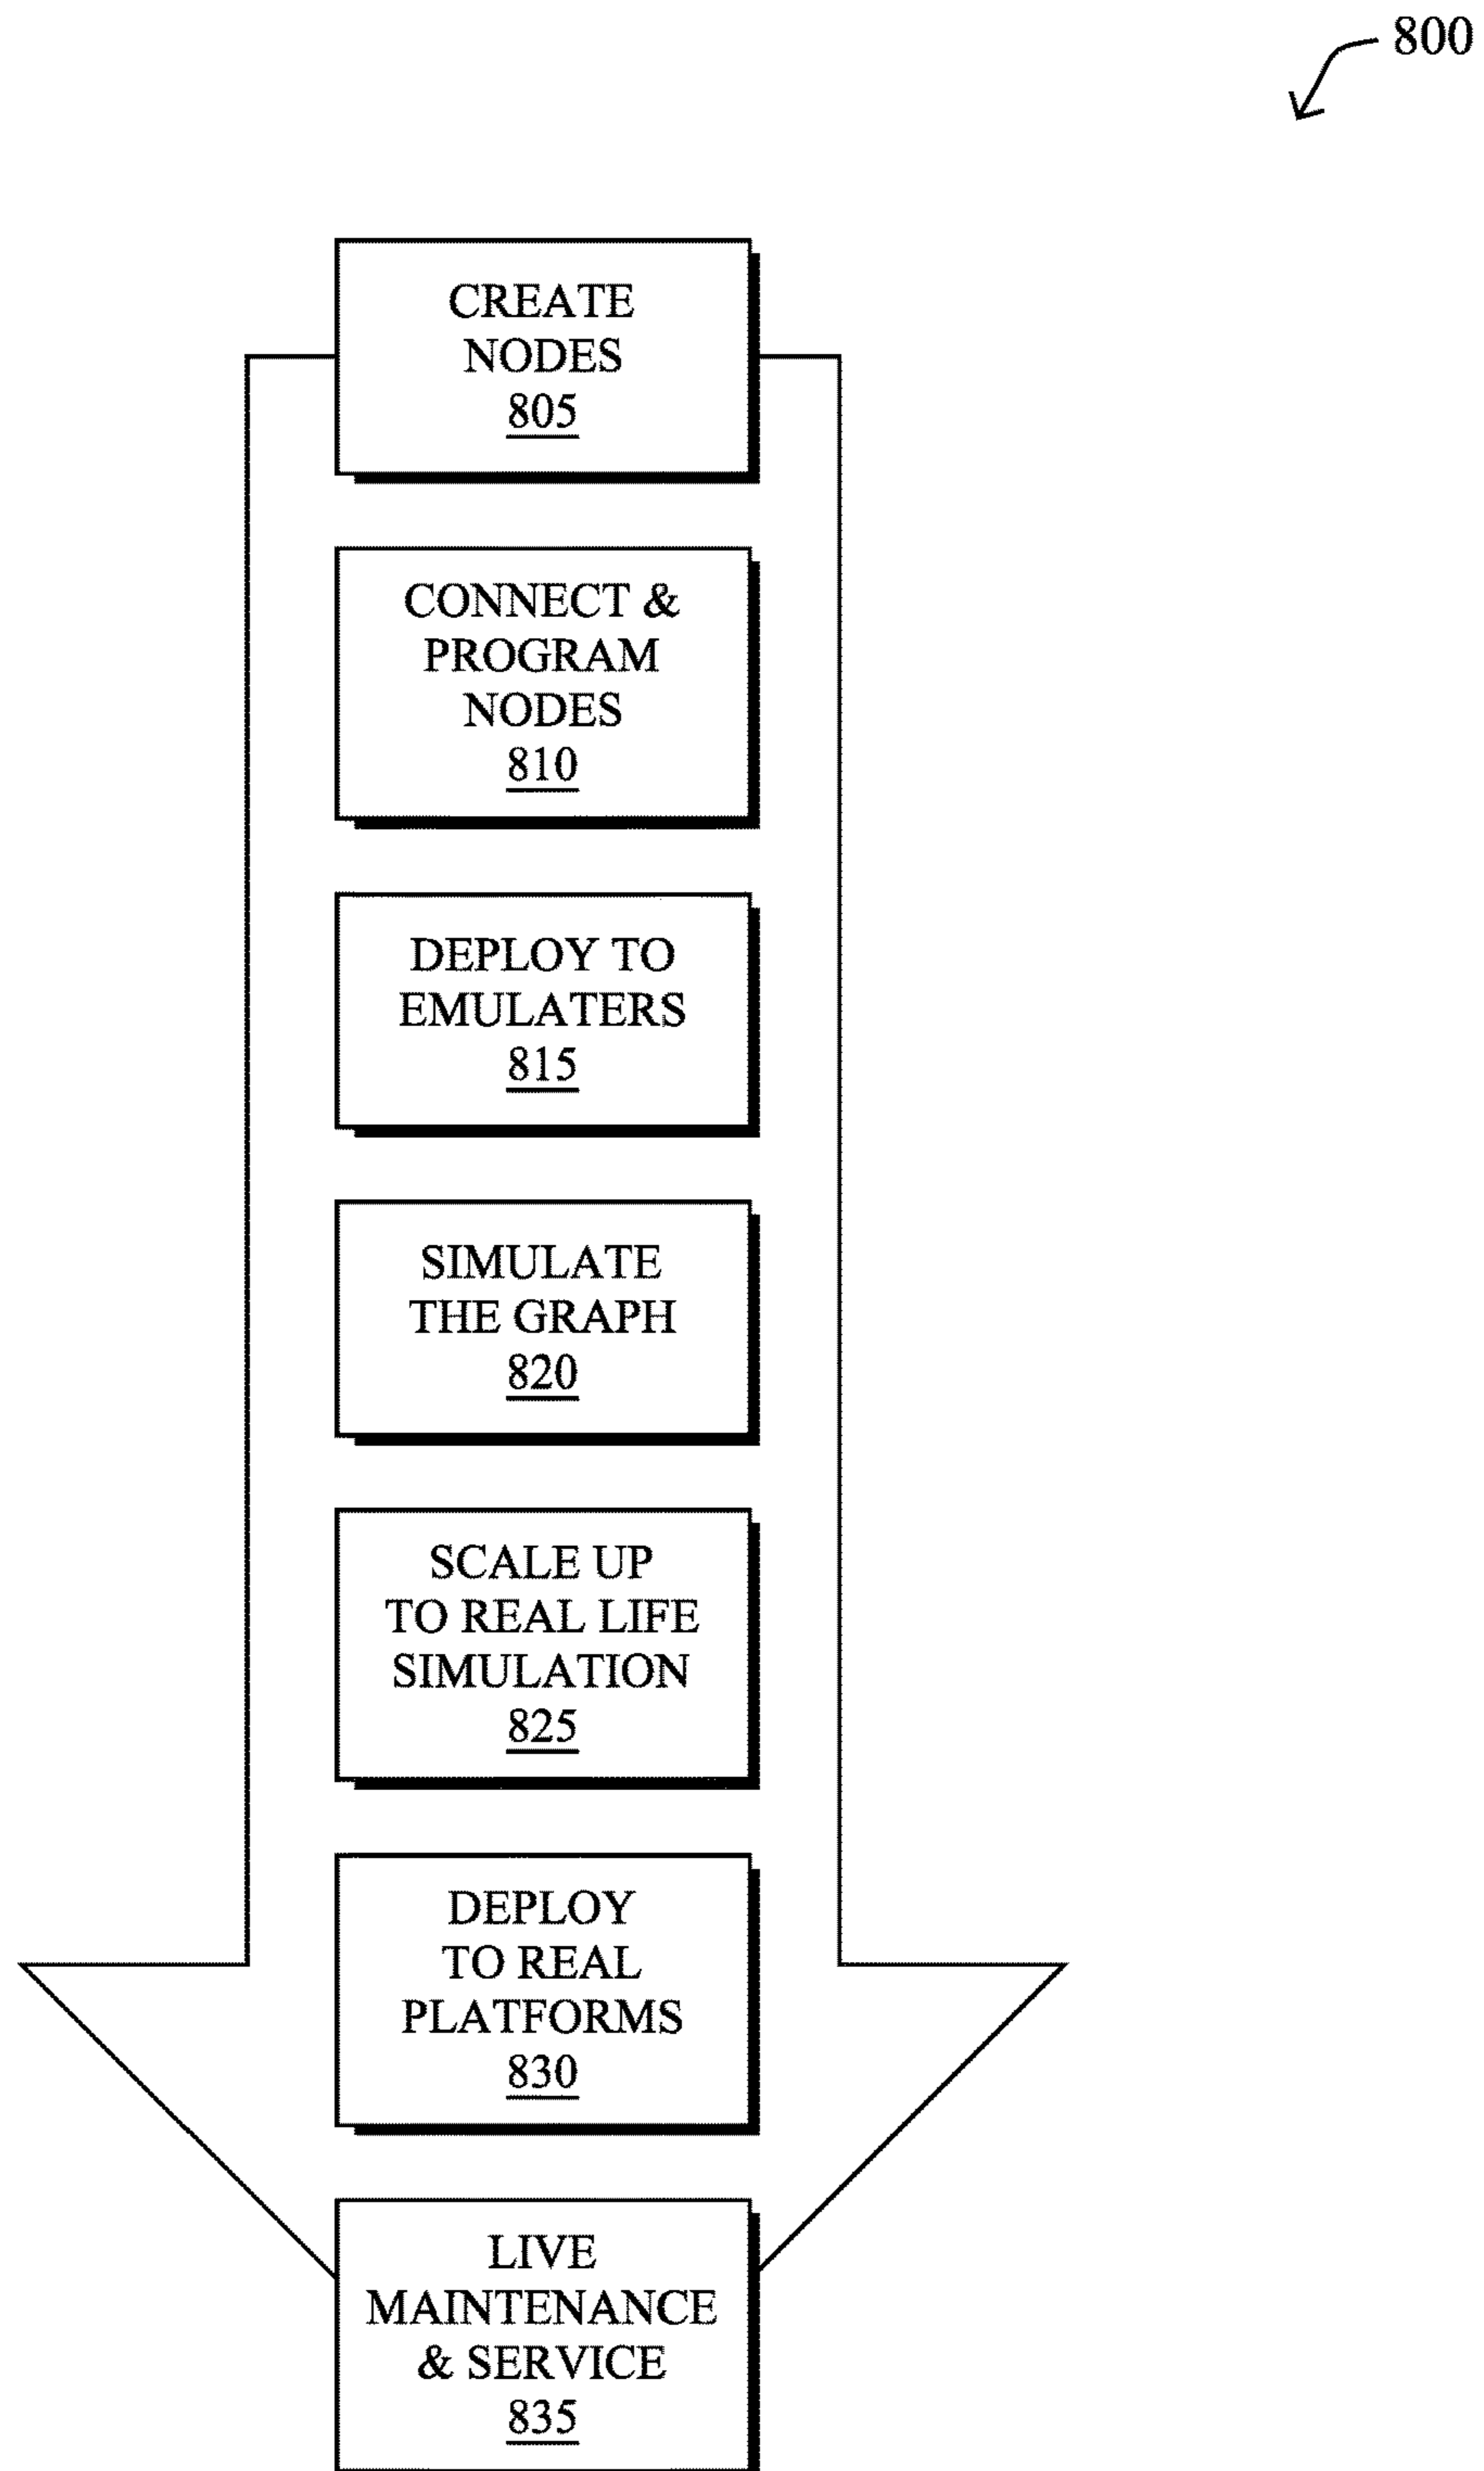 800
CREATE
NODES
805
CONNECT &
PROGRAM
NODES
810
DEPLOY TO
EMULATERS
815
SIMULATE
THE GRAPH
820
SCALE UP
TO REAL LIFE
SIMULATION
825
DEPLOY
TO REAL
PLATFORMS
830
LIVE
MAINTENANCE
& SERVICE
835